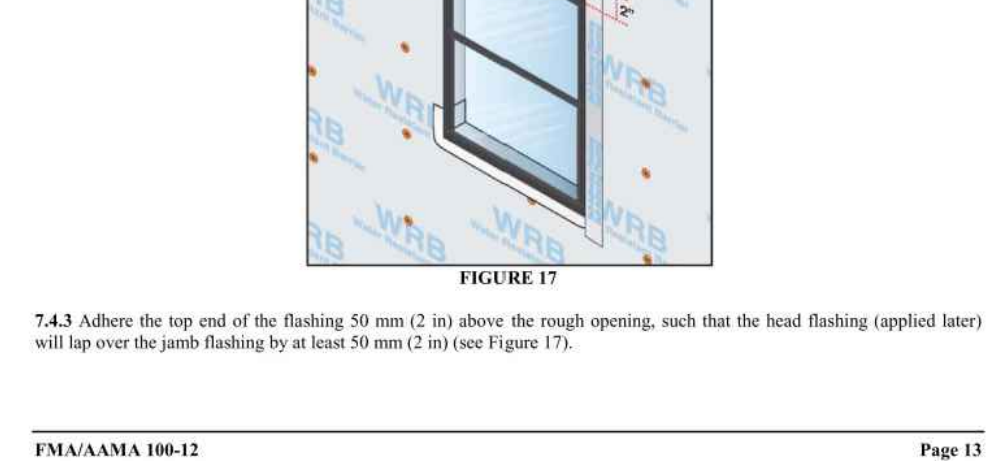 2"
WRB
WRB
WRB
WRB
WRB
WRB
FIGURE 17
7.4.3 Adhere the top end of the flashing 50 mm (2 in) above the rough opening, such that the head flashing (applied later)
will lap over the jamb flashing by at least 50 mm (2 in) (see Figure 17).
FMA/AAMA 100-12 Page 13